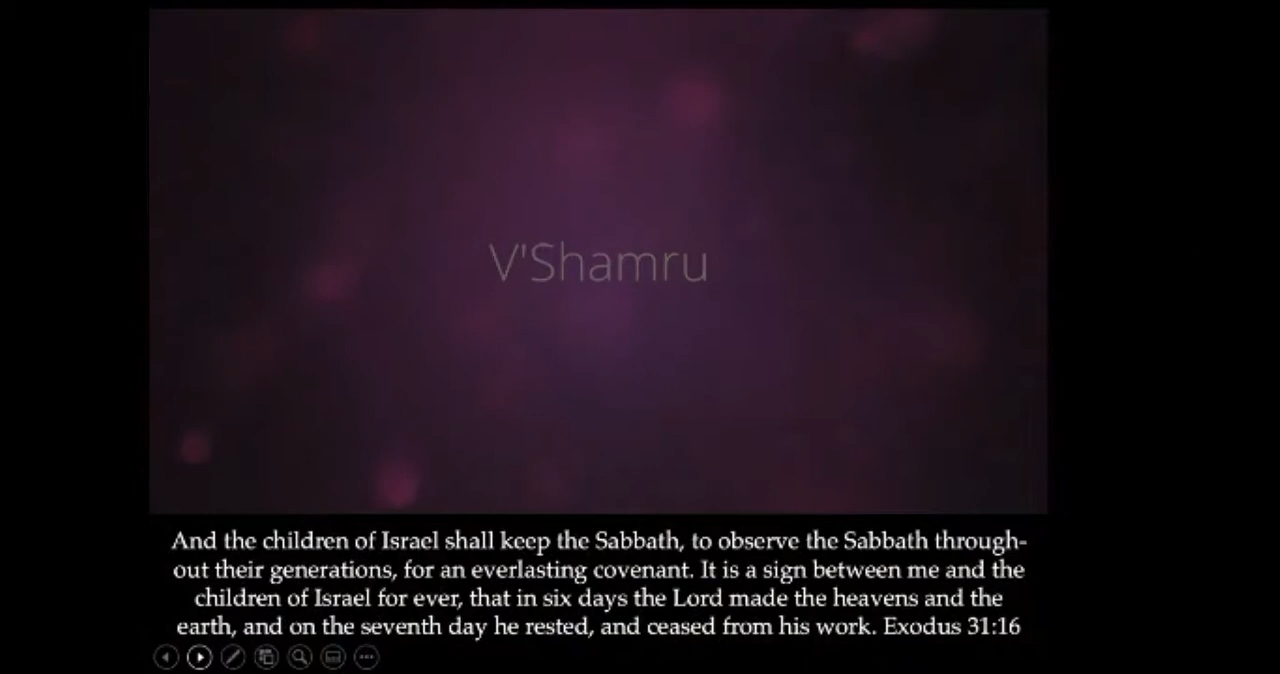 V'Shamru
And the children of Israel shall keep the Sabbath, to observe the Sabbath through-
out their generations, for an everlasting covenant. It is a sign between me and the
children of Israel for ever, that in six days the Lord made the heavens and the
earth, and on the seventh day he rested, and ceased from his work. Exodus 31:16